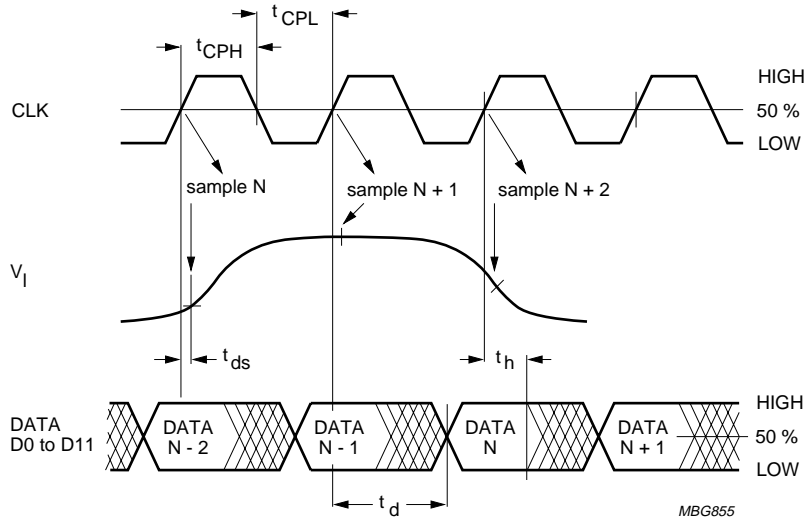 t CPL
t CPH
HIGH
CLK
50 %
LOW
sample N
sample N + 1
sample N + 2
V I
t ds
t h
HIGH
DATA
D0 to D11
DATA
N - 2
DATA
N - 1
DATA
N
DATA
N + 1
50 %
LOW
t d
MBG855